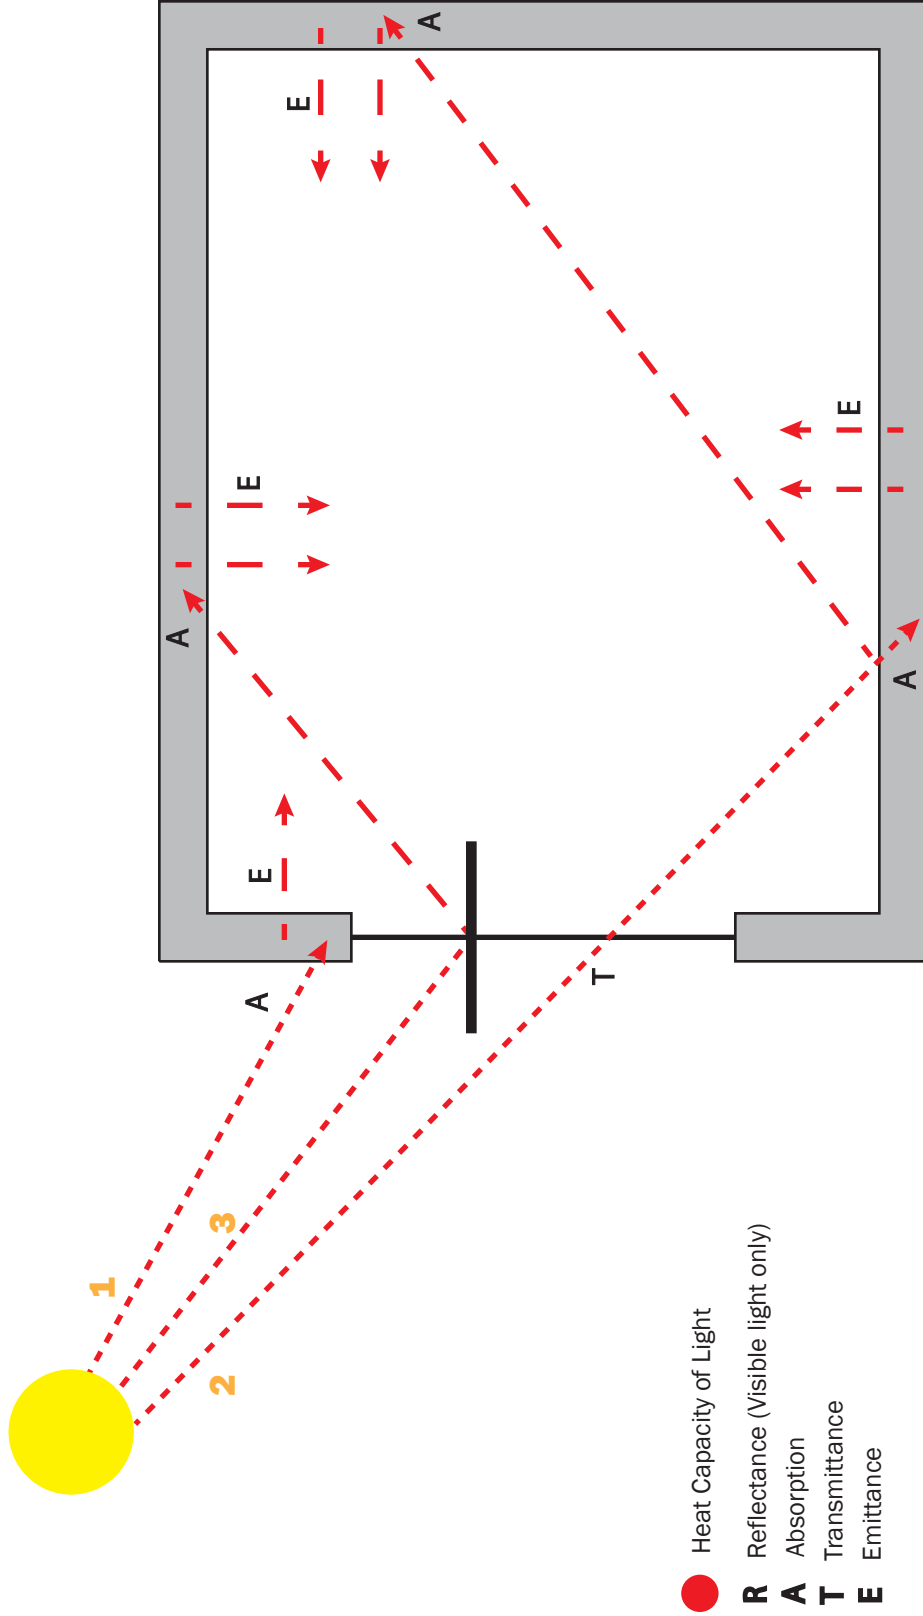 1
A
2
3
A
E
E
E
A
T
E
A
Heat Capacity of Light
R Reflectance (Visible light only)
A Absorption
T Transmittance
E Emittance